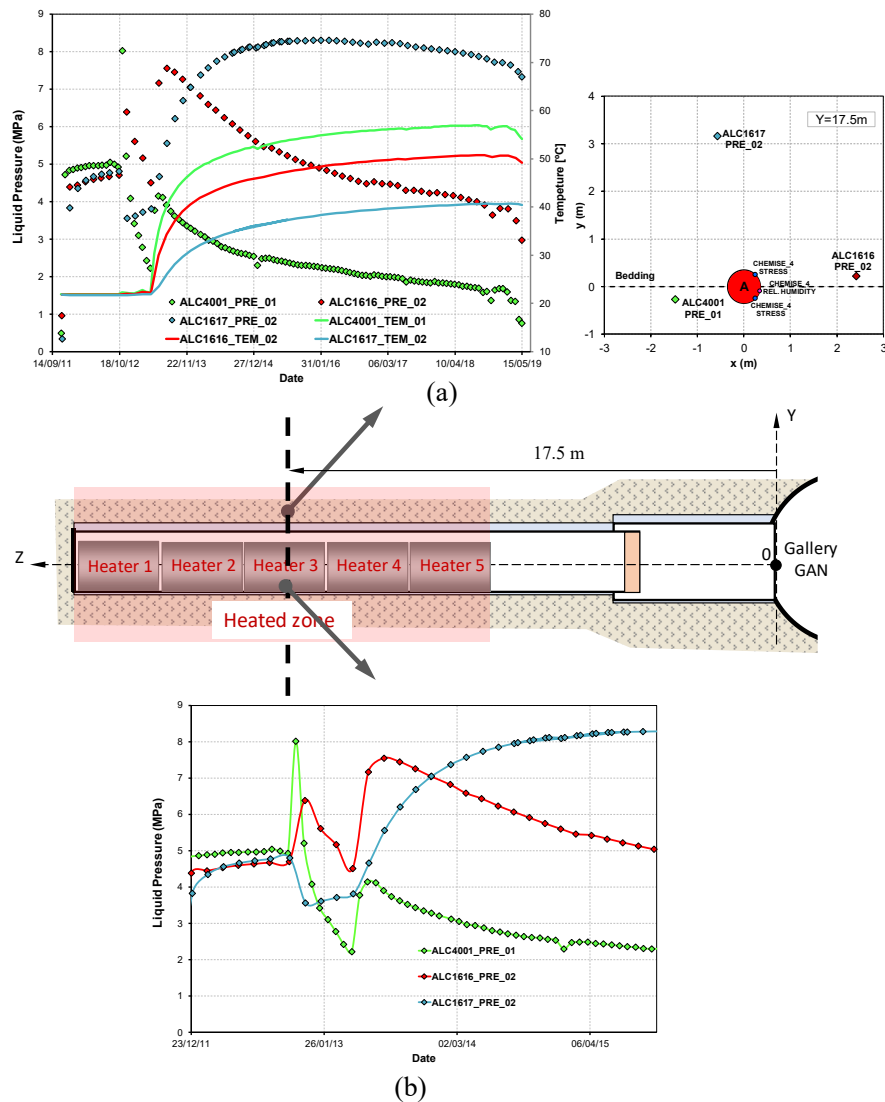 9
8
7
6
5
4
3
2
1
0
Liquid Pressure (MPa)
80
70
60
50
40
30
20
10
Tempeture [ºC]
14/09/11 18/10/12 22/11/13 27/12/14 31/01/16 06/03/17 10/04/18 15/05/19
Date
ALC4001_PRE_01 ALC1616_PRE_02
ALC1617_PRE_02 ALC4001_TEM_02
ALC1616_TEM_02 ALC1617_TEM_02
Y=17.5m
4
3
2
1
0
-1
y (m)
ALC1617
PRE_02
ALC1616
PRE_02
CHEMISE_4
STRESS
Bedding
A
CHEMISE_4
REL. HUMIDITY
ALC4001
PRE_01
CHEMISE_4
STRESS
-3 -2 -1 0 1 2 3
x (m)
(a)
Y
17.5 m
Z
Heater 1 Heater 2 Heater 3 Heater 4 Heater 5
0
Gallery
GAN
Heated zone
9
8
7
6
5
4
3
2
1
0
Liquid Pressure (MPa)
ALC4001_PRE_01
ALC1616_PRE_02
ALC1617_PRE_02
23/12/11 26/01/13 02/03/14 06/04/15
Date
(b)